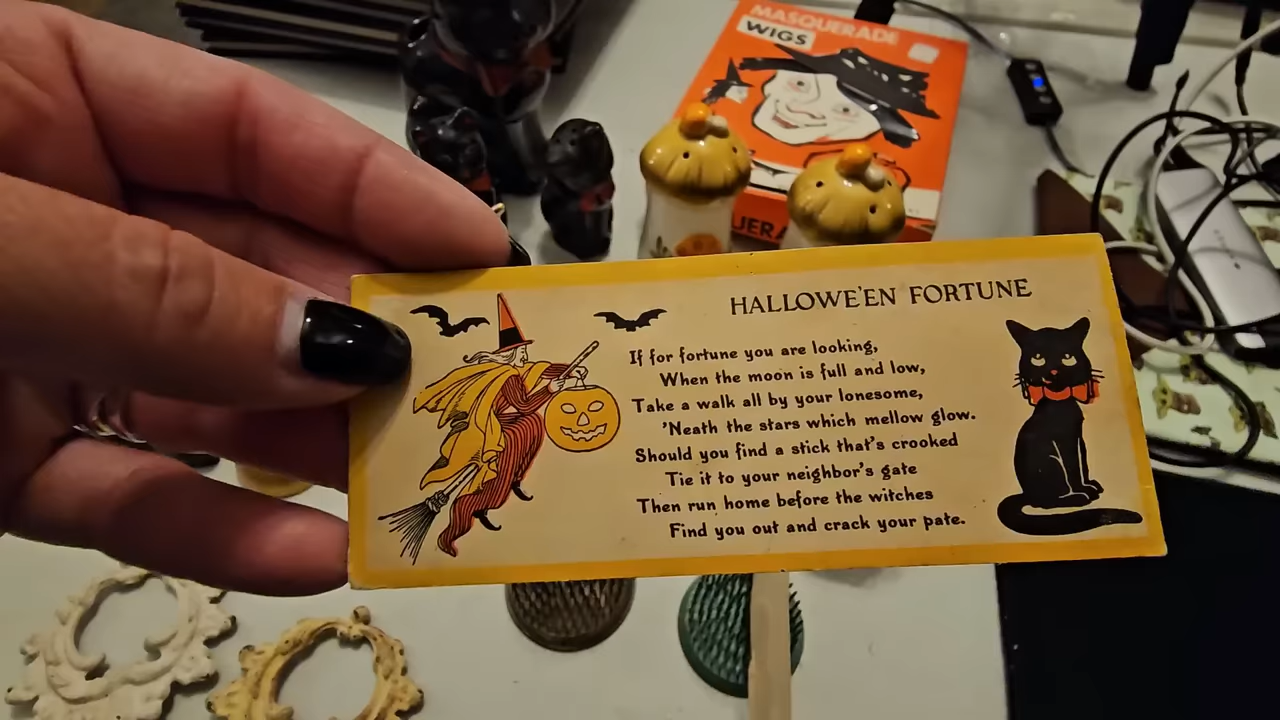 MASQUERADE
WIGS
HALLOWE'EN FORTUNE
If for fortune you are looking,
When the moon is full and low,
Take a walk all by your lonesome,
'Neath the stars which mellow glow.
Should you find a stick that's crooked
Tie it to your neighbor's gate
Then run home before the witches
Find you out and crack your pate.